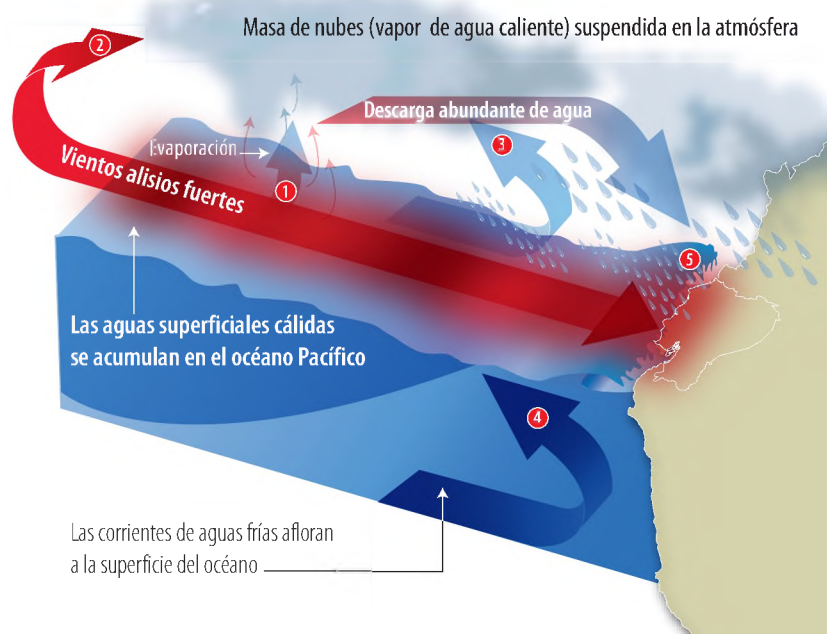 Masa de nubes (vapor de agua caliente) suspendida en la atmósfera
2
Descarga abundante de agua
Evaporación
3
Vientos alisios fuertes
1
5
Las aguas superficiales cálidas
se acumulan en el océano Pacífico
4
Las corrientes de aguas frías afloran
a la superficie del océano